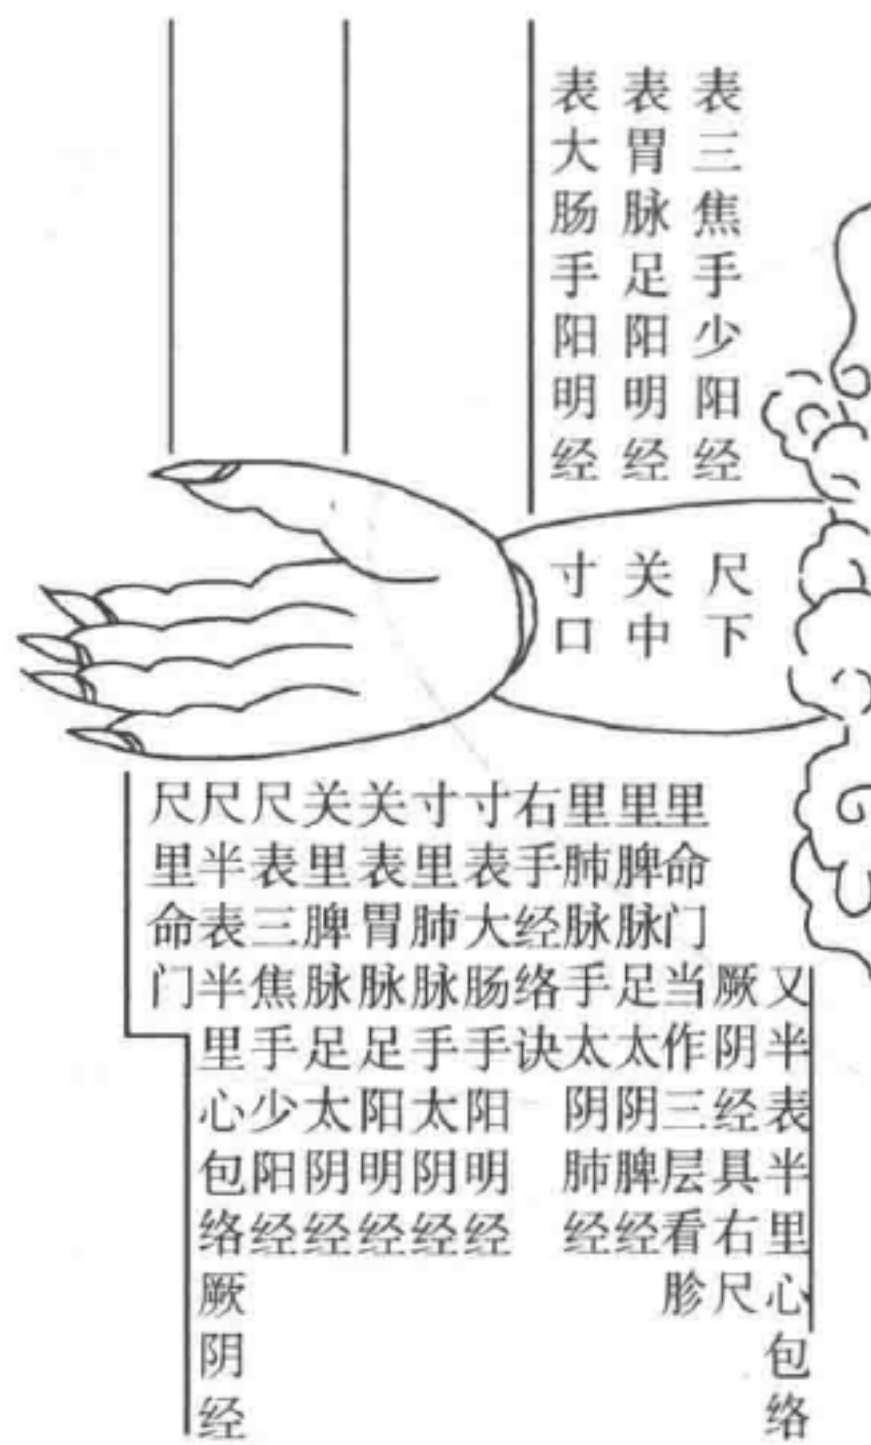 表三焦手少阳经
表胃脉足阳明经
表大肠手阳明经
尺下
关中
寸口
又半表半里心包络
厥阴经具右尺
里命门当作三层看胗
里脾脉足太阴脾经
里肺脉手太阴肺经
右手经络诀
寸表大肠手阳明经
寸里肺脉手太阴经
关表胃脉足阳明经
关里脾脉足太阴经
尺表三焦手少阳经
尺半表半里心包络厥阴经
尺里命门